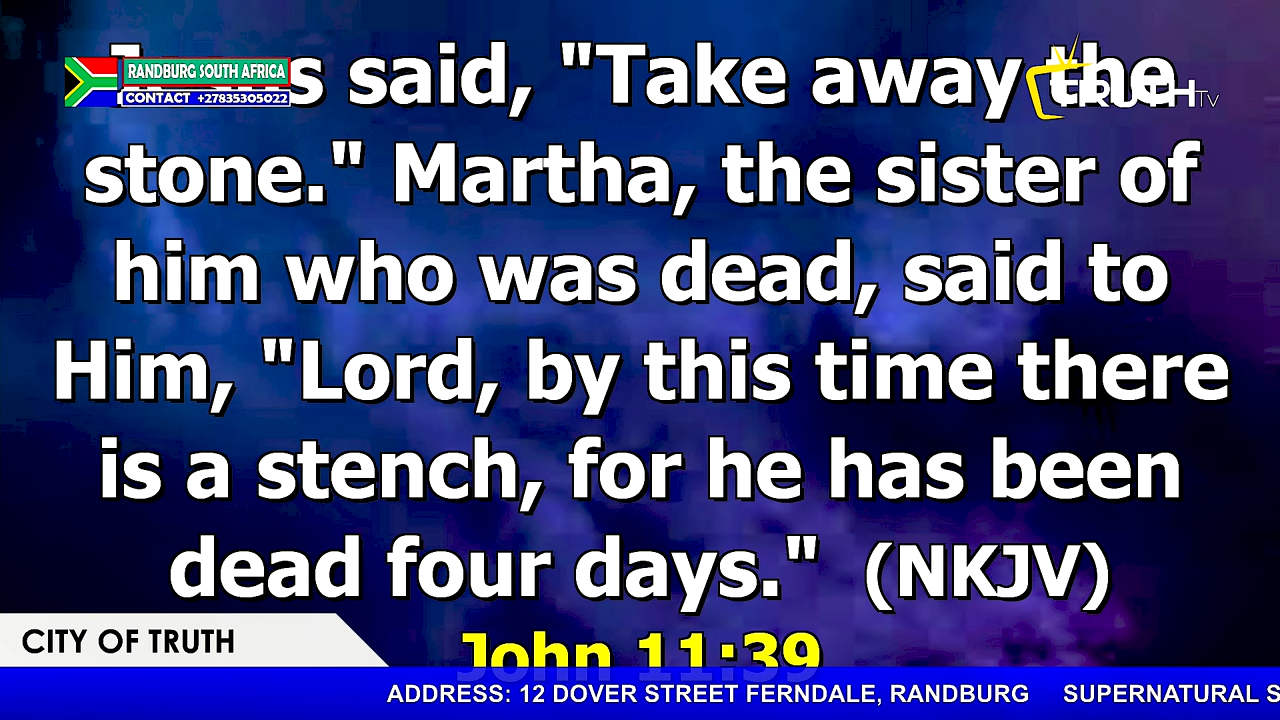 RANDBURG SOUTH AFRICA
CONTACT +27835305022
said, "Take away the
TRUTH TV
stone." Martha, the sister of
him who was dead, said to
Him, "Lord, by this time there
is a stench, for he has been
dead four days." (NKJV)
John 11:39
CITY OF TRUTH
ADDRESS: 12 DOVER STREET FERNDALE, RANDBURG SUPERNATURAL S